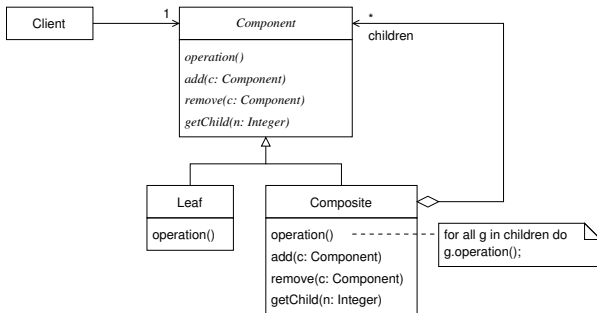 Client
1
Component
*
children
operation()
add(c: Component)
remove(c: Component)
getChild(n: Integer)
Leaf
operation()
Composite
operation()
add(c: Component)
remove(c: Component)
getChild(n: Integer)
for all g in children do
g.operation();